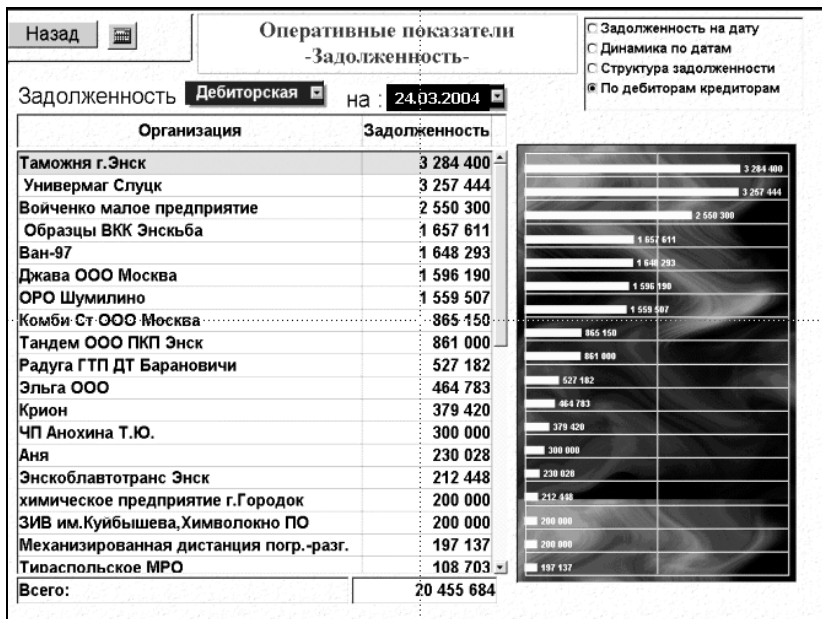 Назад
Оперативные показатели
-Задолженность-
Задолженность на дату
Динамика по датам
Структура задолженности
По дебиторам кредиторам
Задолженность Дебиторская на : 24.03.2004
Организация Задолженность
Таможня г.Энск 3 284 400
Универмаг Слуцк 3 257 444
Войченко малое предприятие 2 550 300
Образцы ВКК Энскьба 1 657 611
Ван-97 1 648 293
Джава ООО Москва 1 596 190
ОРО Шумилино 1 559 507
Комби Ст ООО Москва 865 150
Тандем ООО ПКП Энск 861 000
Радуга ГТП ДТ Барановичи 527 182
Эльга ООО 464 783
Крион 379 420
ЧП Анохина Т.Ю. 300 000
Аня 230 028
Энскоблавтотранс Энск 212 448
химическое предприятие г.Городок 200 000
ЗИВ им.Куйбышева,Химволокно ПО 200 000
Механизированная дистанция погр.-разг. 197 137
Тираспольское МРО 108 703
Всего: 20 455 684
3 284 400
3 257 444
2 550 300
1 657 611
1 648 293
1 596 190
1 559 507
865 150
861 000
527 182
464 783
379 420
300 000
230 028
212 448
200 000
200 000
197 137